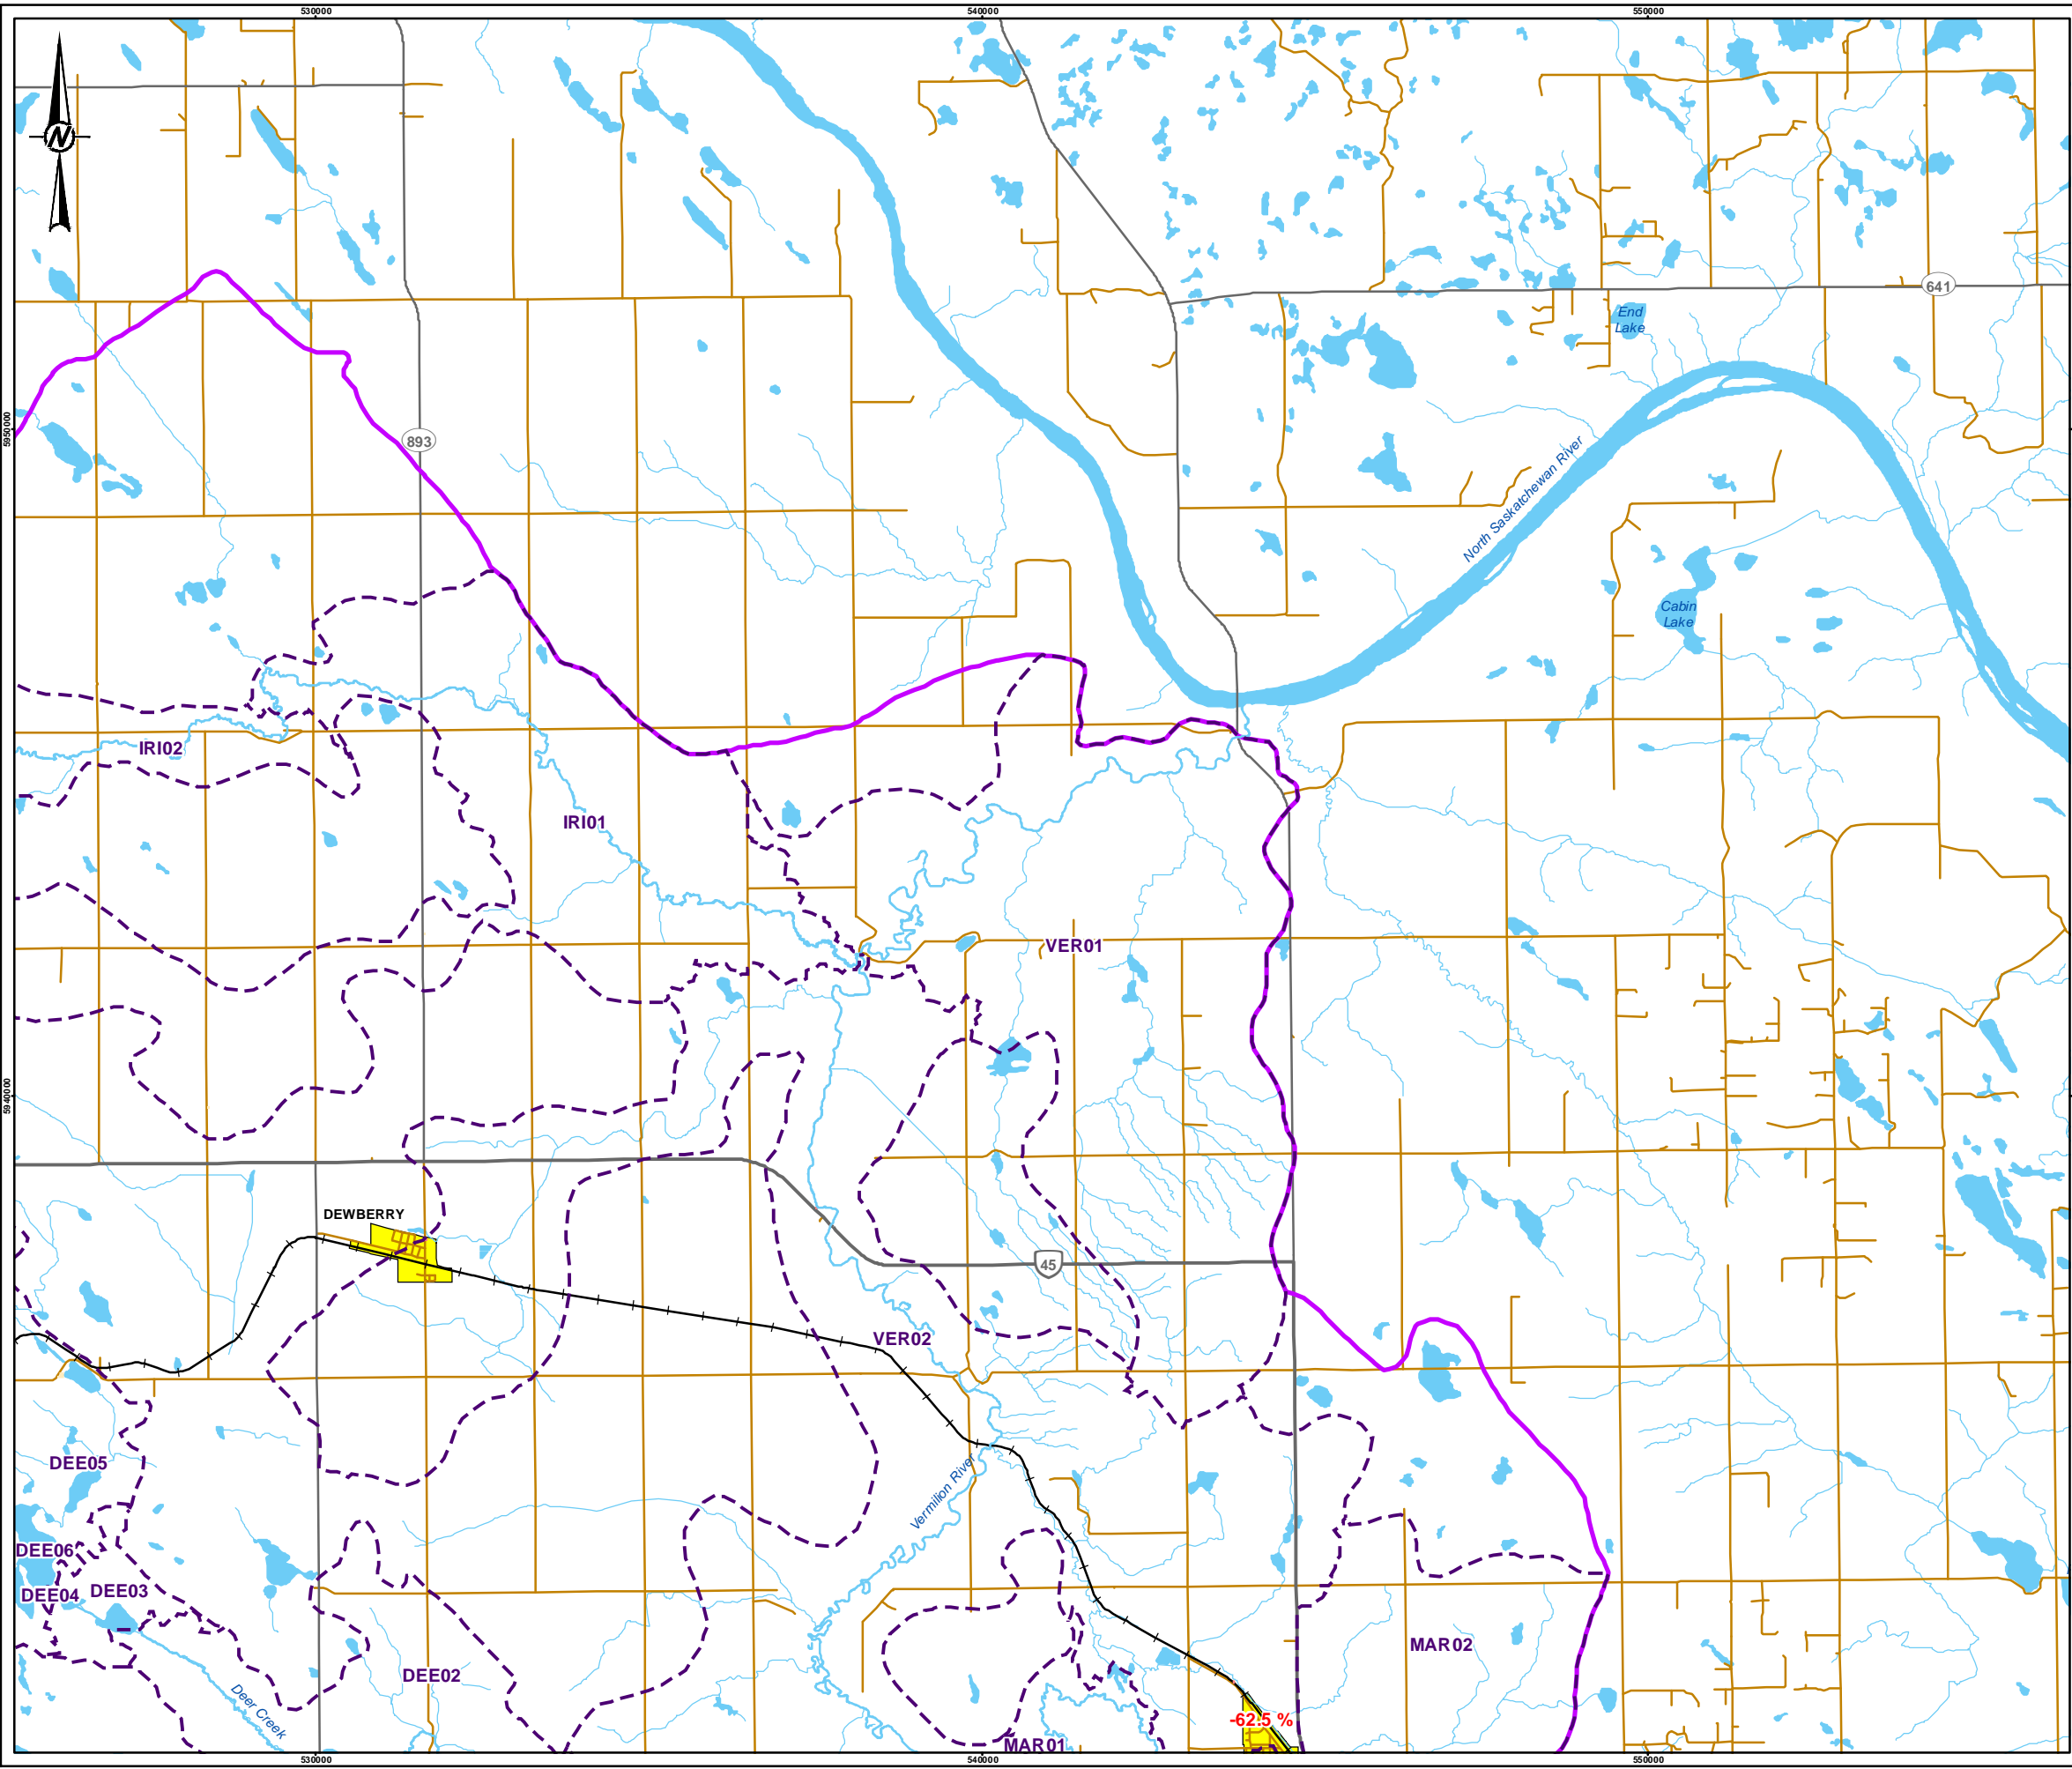 530000
540000
550000
N
641
End
Lake
893
5950000
North Saskatchewan River
Cabin
Lake
IRI02
IRI01
VER01
5940000
DEWBERRY
45
VER02
DEE05
Vermilion River
DEE06
DEE04
DEE03
MAR02
DEE02
Deer Creek
-62.5 %
MAR01
530000
540000
550000